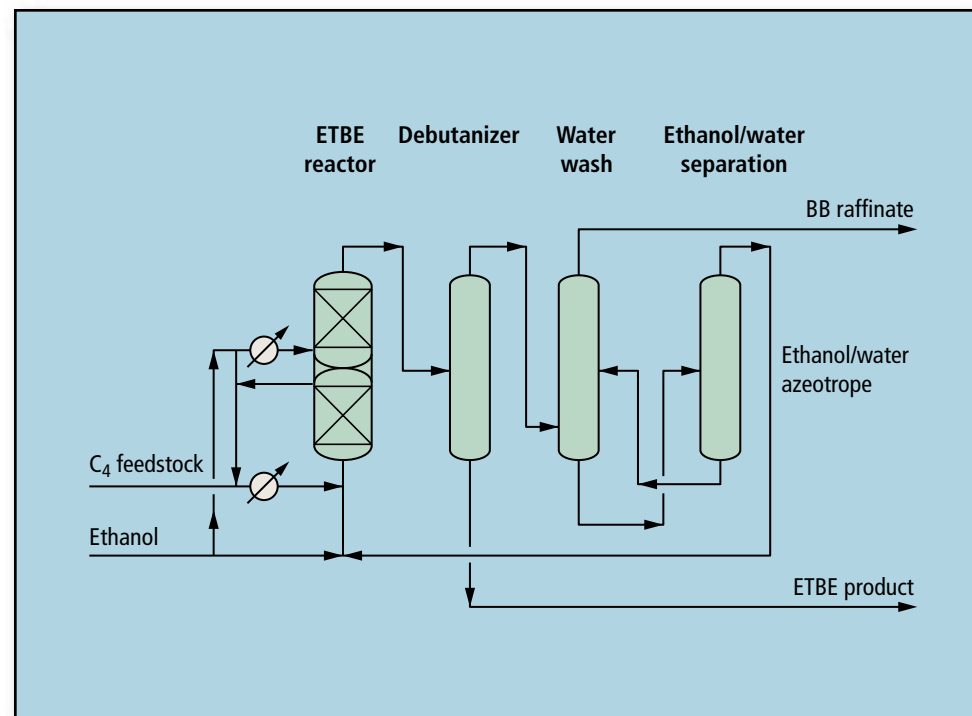 ETBE
reactor
Debutanizer
Water
wash
Ethanol/water
separation
BB raffinate
Ethanol/water
azeotrope
C₄ feedstock
Ethanol
ETBE product